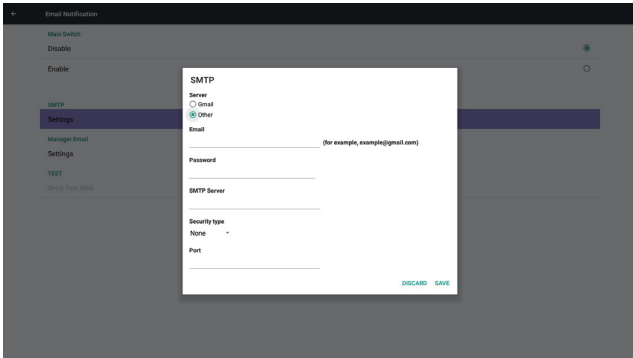 Email Notification
Main Switch
Disable
Enable
SMTP
Settings
Manager Email
Settings
TEST
Send Test Mail
SMTP
Server
Gmail
Other
Email
(for example, example@gmail.com)
Password
SMTP Server
Security type
None
Port
DISCARD SAVE